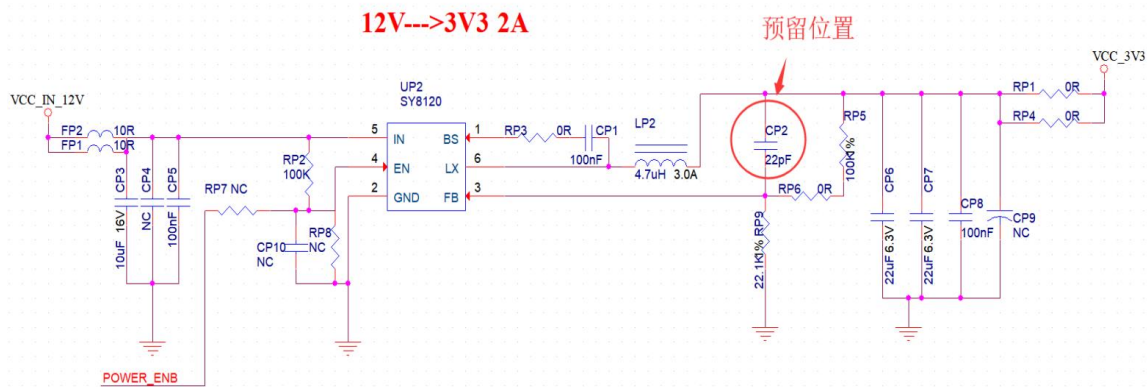 12V--->3V3 2A
预留位置
VCC_IN_12V
VCC_3V3
UP2
SY8120
FP2 10R
FP1 10R
CP3
10uF 16V
CP4
NC
CP5
100nF
RP2
100K
RP7 NC
CP10
NC
RP8
NC
5 IN
4 EN
2 GND
BS 1
LX 6
FB 3
RP3 0R
CP1
100nF
LP2
4.7uH 3.0A
CP2
22pF
RP5
100K1%
RP6 0R
RP9
22.1K1%
CP6
22uF 6.3V
CP7
22uF 6.3V
CP8
100nF
CP9
NC
RP1 0R
RP4 0R
POWER_ENB